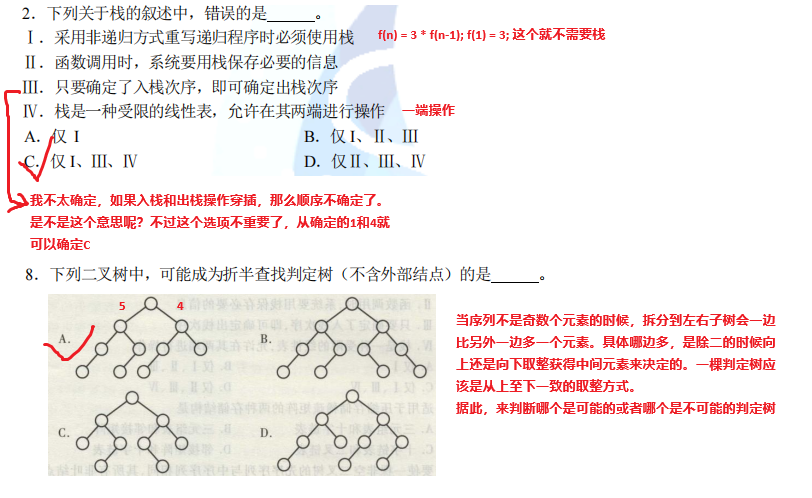 2．下列关于栈的叙述中，错误的是______。
Ⅰ．采用非递归方式重写递归程序时必须使用栈 f(n) = 3 * f(n-1); f(1) = 3; 这个就不需要栈
Ⅱ．函数调用时，系统要用栈保存必要的信息
Ⅲ．只要确定了入栈次序，即可确定出栈次序
Ⅳ．栈是一种受限的线性表，允许在其两端进行操作 一端操作
A．仅Ⅰ B．仅Ⅰ、Ⅱ、Ⅲ
C．仅Ⅰ、Ⅲ、Ⅳ D．仅Ⅱ、Ⅲ、Ⅳ
我不太确定，如果入栈和出栈操作穿插，那么顺序不确定了。
是不是这个意思呢？不过这个选项不重要了，从确定的1和4就
可以确定C
8．下列二叉树中，可能成为折半查找判定树（不含外部结点）的是______。
5 4
A. B.
C. D.
当序列不是奇数个元素的时候，拆分到左右子树会一边
比另外一边多一个元素。具体哪边多，是除二的时候向
上还是向下取整获得中间元素来决定的。一棵判定树应
该是从上至下一致的取整方式。
据此，来判断哪个是可能的或者哪个是不可能的判定树